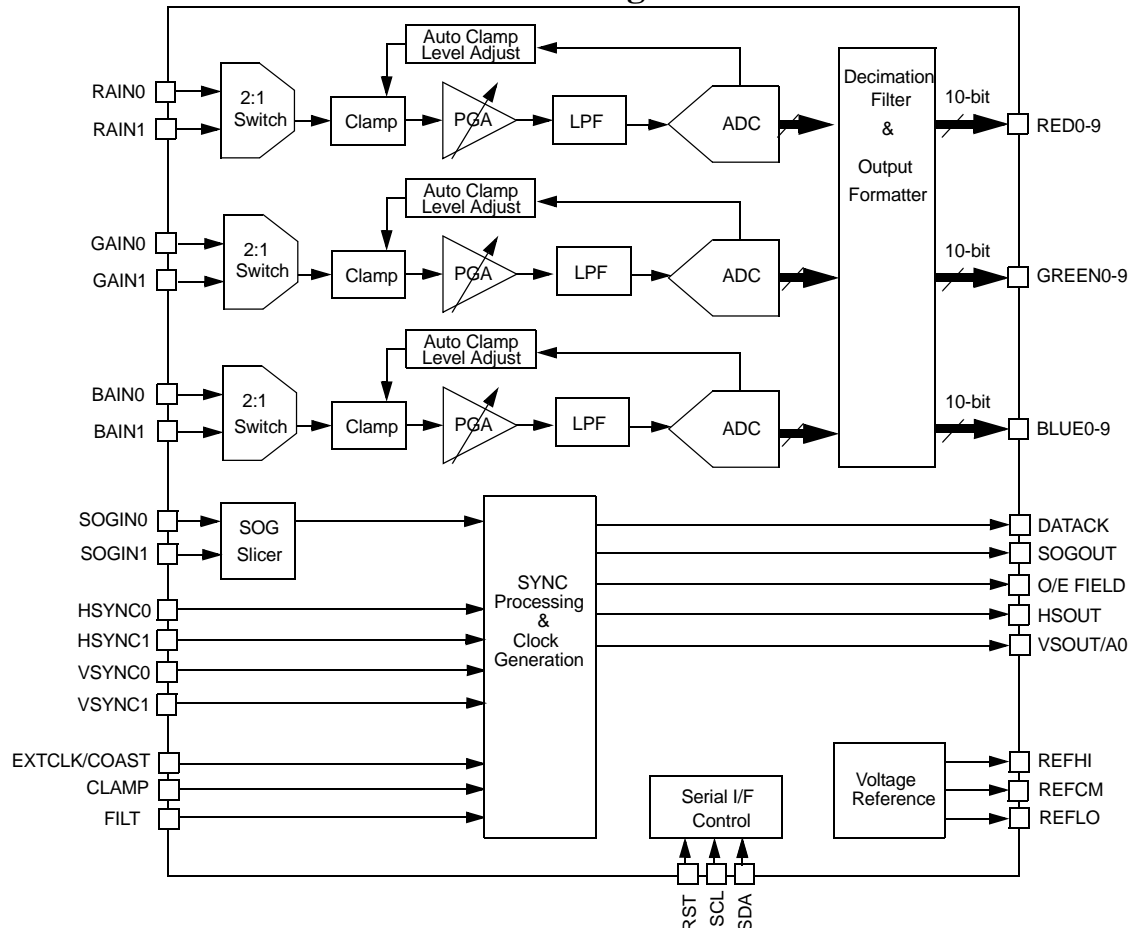 Auto Clamp
Level Adjust
RAIN0
RAIN1
2:1
Switch
Clamp
PGA
LPF
ADC
Decimation
Filter
&
Output
Formatter
10-bit
RED0-9
Auto Clamp
Level Adjust
GAIN0
GAIN1
2:1
Switch
Clamp
PGA
LPF
ADC
10-bit
GREEN0-9
Auto Clamp
Level Adjust
BAIN0
BAIN1
2:1
Switch
Clamp
PGA
LPF
ADC
10-bit
BLUE0-9
SOGIN0
SOGIN1
SOG
Slicer
HSYNC0
HSYNC1
VSYNC0
VSYNC1
EXTCLK/COAST
CLAMP
FILT
SYNC
Processing
&
Clock
Generation
DATACK
SOGOUT
O/E FIELD
HSOUT
VSOUT/A0
Serial I/F
Control
Voltage
Reference
REFHI
REFCM
REFLO
RST
SCL
SDA